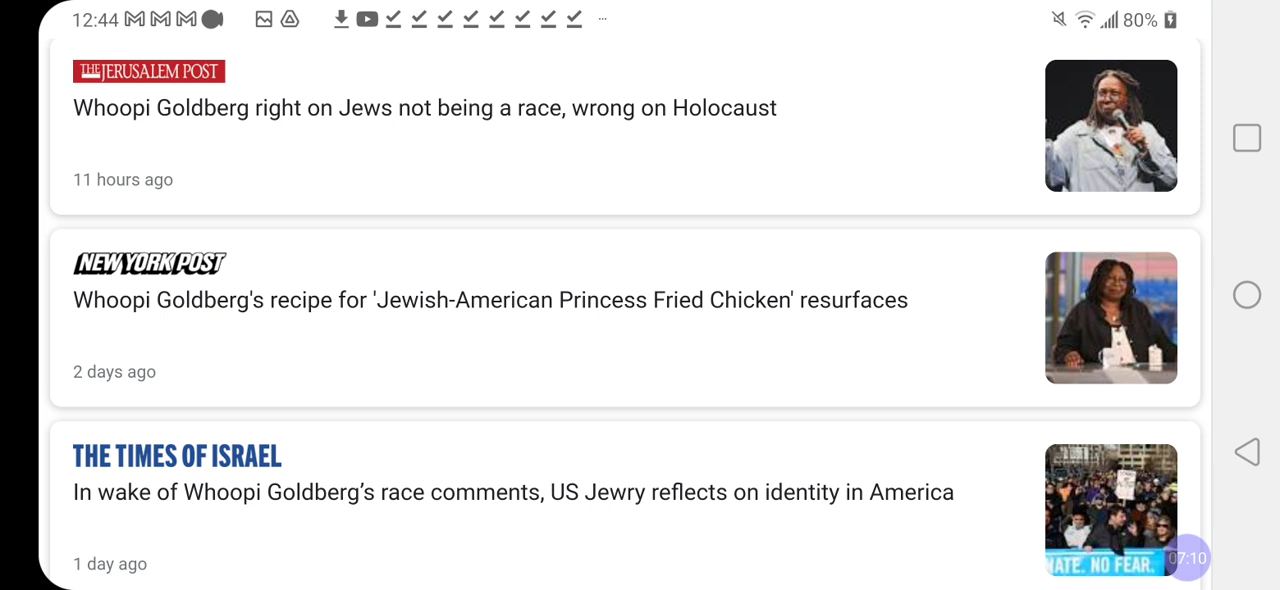 12:44
80%
THE JERUSALEM POST
Whoopi Goldberg right on Jews not being a race, wrong on Holocaust
11 hours ago
NEW YORK POST
Whoopi Goldberg's recipe for 'Jewish-American Princess Fried Chicken' resurfaces
2 days ago
THE TIMES OF ISRAEL
In wake of Whoopi Goldberg’s race comments, US Jewry reflects on identity in America
1 day ago
HATE. NO FEAR.
07:10